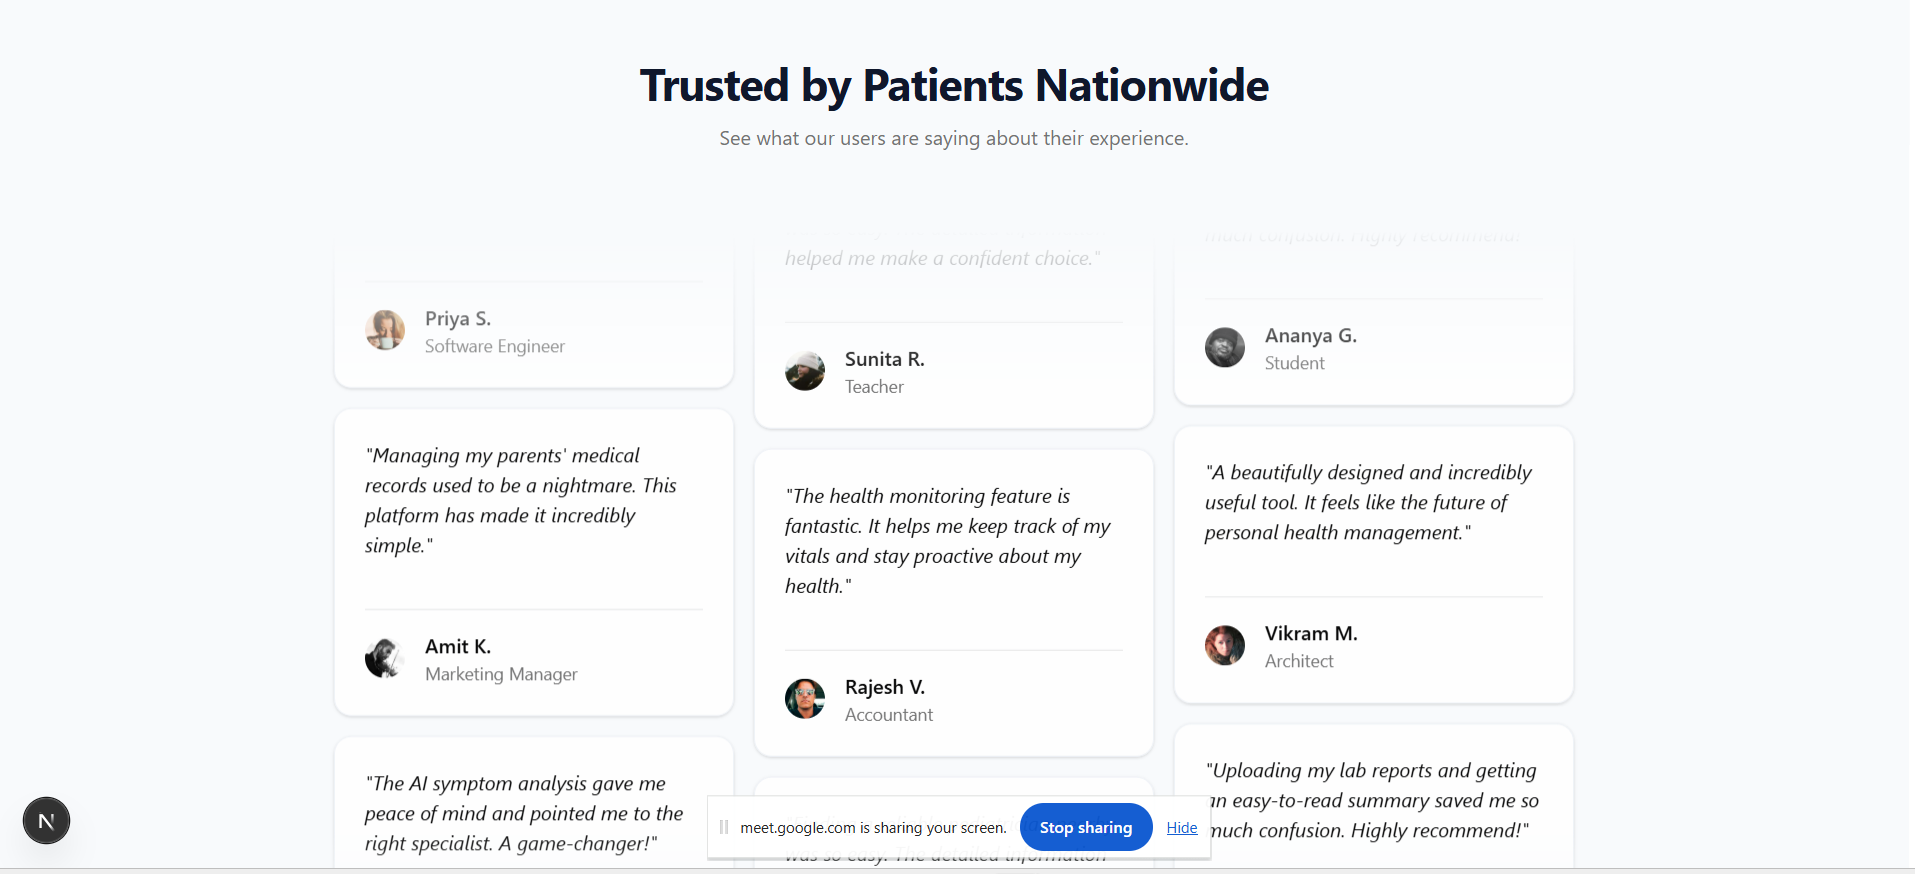 Trusted by Patients Nationwide
See what our users are saying about their experience.
Priya S.
Software Engineer
"Managing my parents' medical
records used to be a nightmare. This
platform has made it incredibly
simple."
Amit K.
Marketing Manager
"The AI symptom analysis gave me
peace of mind and pointed me to the
right specialist. A game-changer!"
helped me make a confident choice."
Sunita R.
Teacher
"The health monitoring feature is
fantastic. It helps me keep track of my
vitals and stay proactive about my
health."
Rajesh V.
Accountant
was so easy. The detailed information
much confusion. Highly recommend!"
Ananya G.
Student
"A beautifully designed and incredibly
useful tool. It feels like the future of
personal health management."
Vikram M.
Architect
"Uploading my lab reports and getting
an easy-to-read summary saved me so
much confusion. Highly recommend!"
N
meet.google.com is sharing your screen.
Stop sharing
Hide